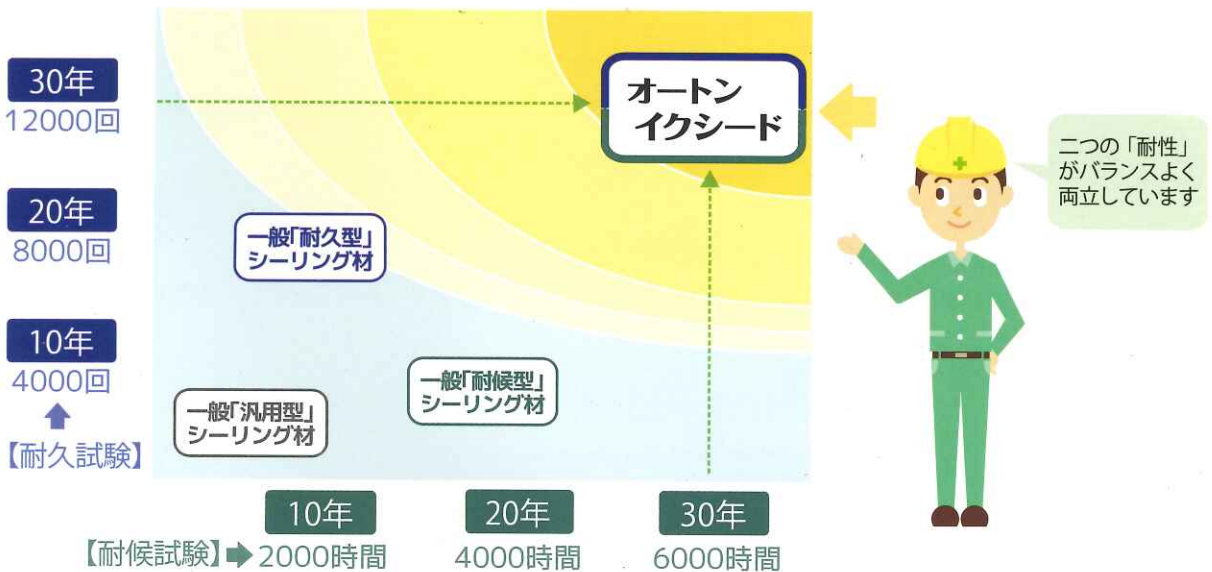 30年
12000回
20年
8000回
10年
4000回
【耐久試験】
オートン
イクシード
一般「耐久型」
シーリング材
一般「耐候型」
シーリング材
一般「汎用型」
シーリング材
二つの「耐性」
がバランスよく
両立しています
10年
20年
30年
【耐候試験】➡2000時間
4000時間
6000時間